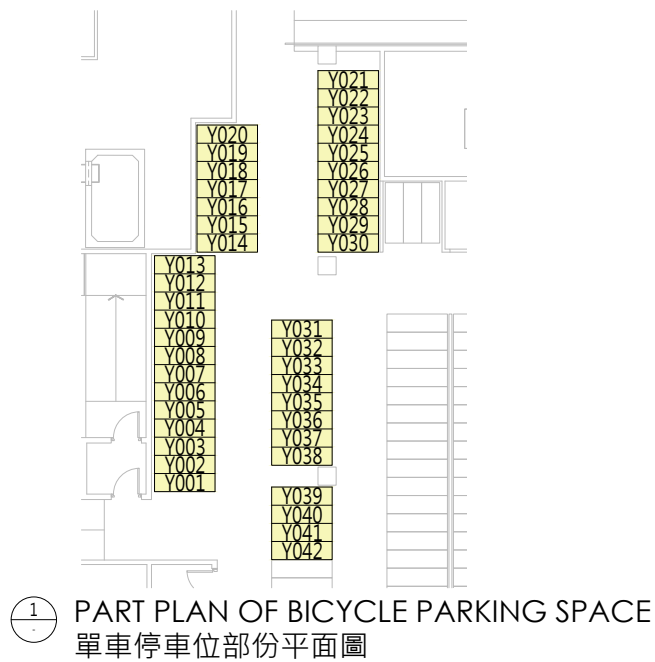 Y021
Y022
Y023
Y024
Y025
Y026
Y027
Y028
Y029
Y030
Y020
Y019
Y018
Y017
Y016
Y015
Y014
Y013
Y012
Y011
Y010
Y009
Y008
Y007
Y006
Y005
Y004
Y003
Y002
Y001
Y031
Y032
Y033
Y034
Y035
Y036
Y037
Y038
Y039
Y040
Y041
Y042
1
-
PART PLAN OF BICYCLE PARKING SPACE
單車停車位部份平面圖